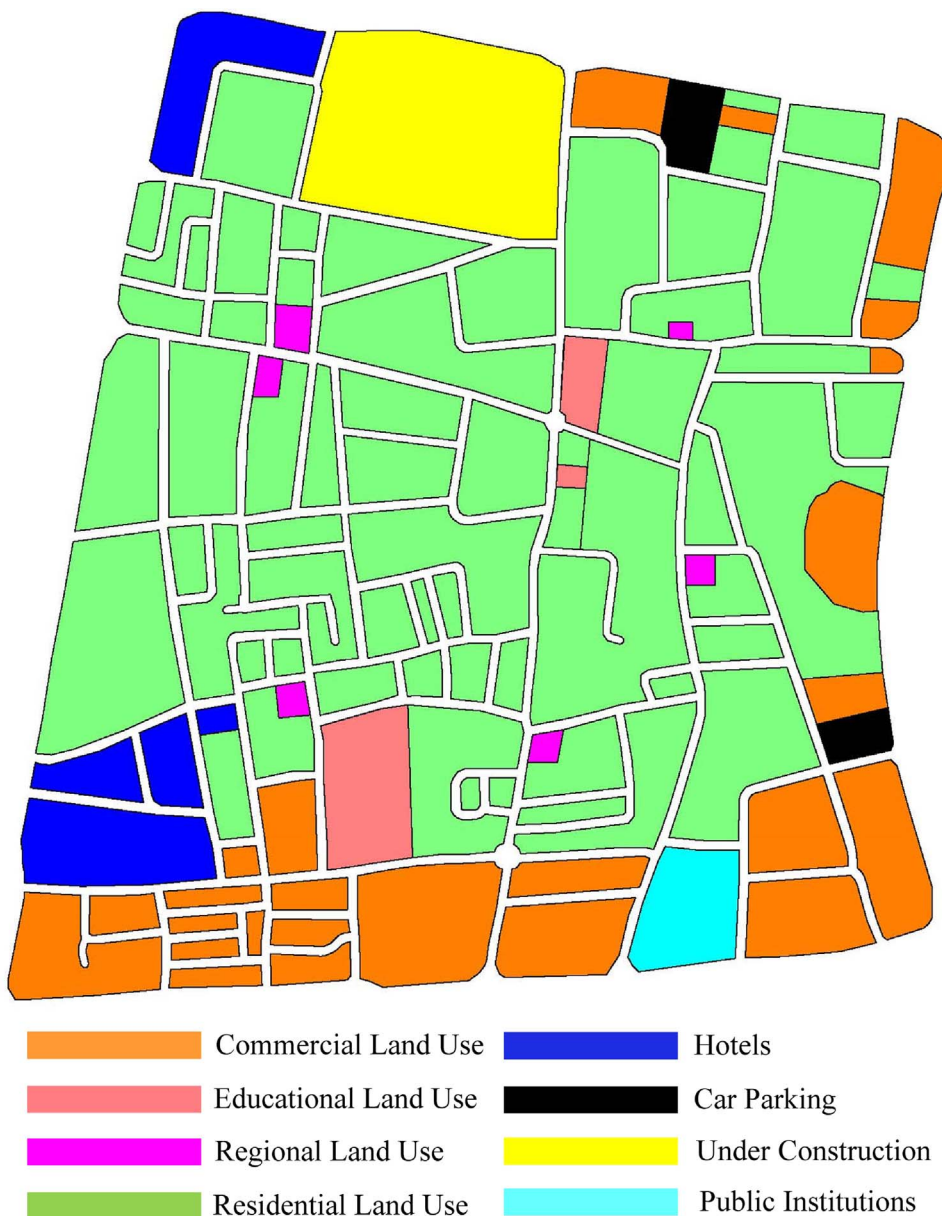 Commercial Land Use
Hotels
Educational Land Use
Car Parking
Regional Land Use
Under Construction
Residential Land Use
Public Institutions